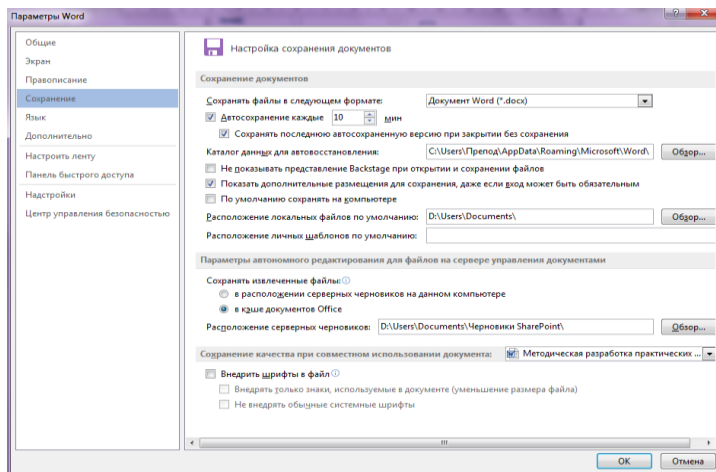 Параметры Word
Общие
Экран
Правописание
Сохранение
Язык
Дополнительно
Настроить ленту
Панель быстрого доступа
Надстройки
Центр управления безопасностью
Настройка сохранения документов
Сохранение документов
Сохранять файлы в следующем формате: Документ Word (*.docx)
Автосохранение каждые 10 мин
Сохранять последнюю автосохраненную версию при закрытии без сохранения
Каталог данных для автовосстановления: C:\Users\Препод\AppData\Roaming\Microsoft\Word\ Обзор...
Не показывать представление Backstage при открытии и сохранении файлов
Показать дополнительные размещения для сохранения, даже если вход может быть обязательным
По умолчанию сохранять на компьютере
Расположение локальных файлов по умолчанию: D:\Users\Documents\ Обзор...
Расположение личных шаблонов по умолчанию:
Параметры автономного редактирования для файлов на сервере управления документами
Сохранять извлеченные файлы:
в расположении серверных черновиков на данном компьютере
в кэше документов Office
Расположение серверных черновиков: D:\Users\Documents\Черновики SharePoint\ Обзор...
Сохранение качества при совместном использовании документа: Методическая разработка практических ...
Внедрить шрифты в файл
Внедрять только знаки, используемые в документе (уменьшение размера файла)
Не внедрять обычные системные шрифты
ОК Отмена